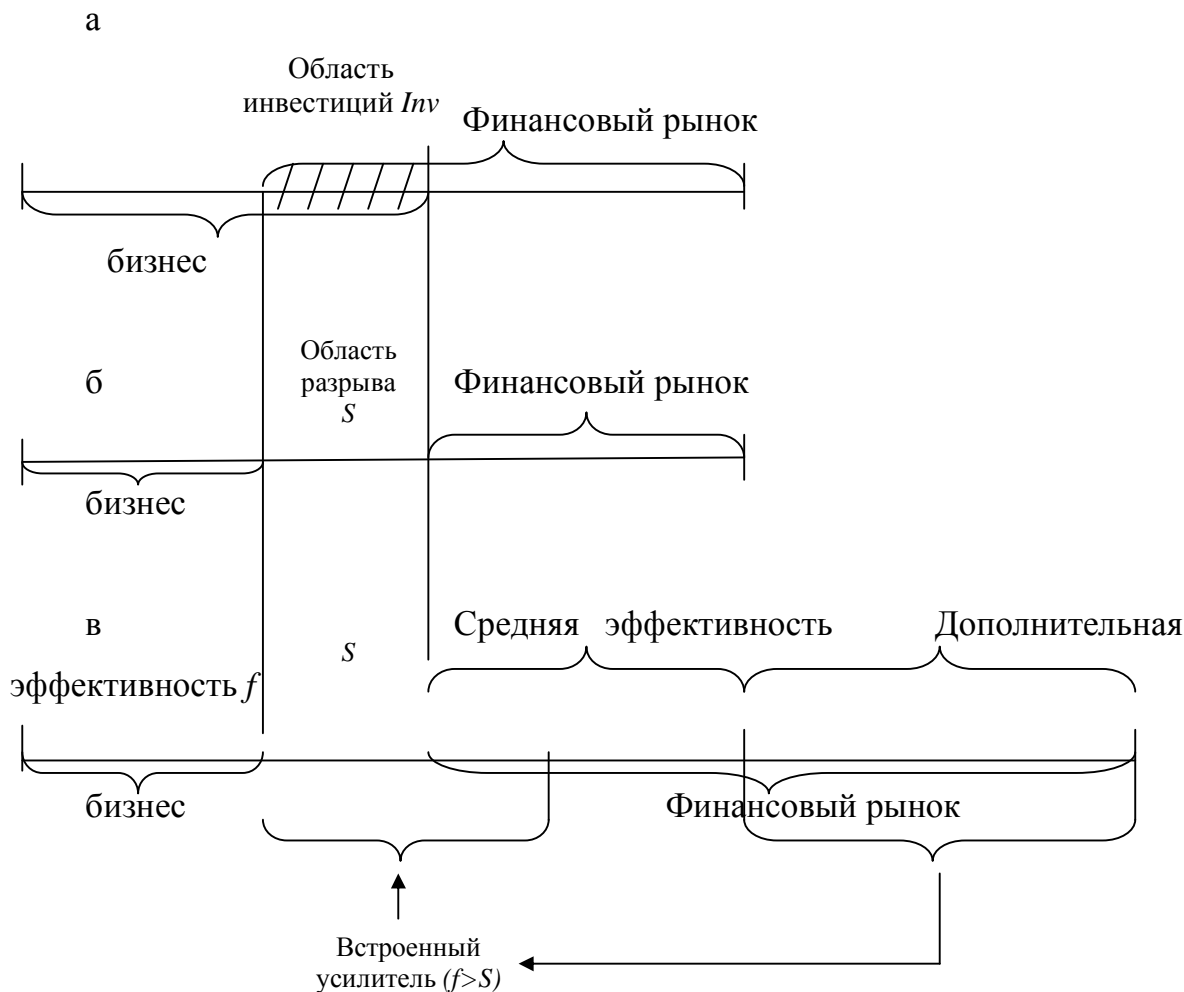 а
Область
инвестиций Inv
Финансовый рынок
бизнес
б
Область
разрыва
S
Финансовый рынок
бизнес
в
S
Средняя эффективность
Дополнительная
эффективность f
бизнес
Финансовый рынок
Встроенный
усилитель (f>S)